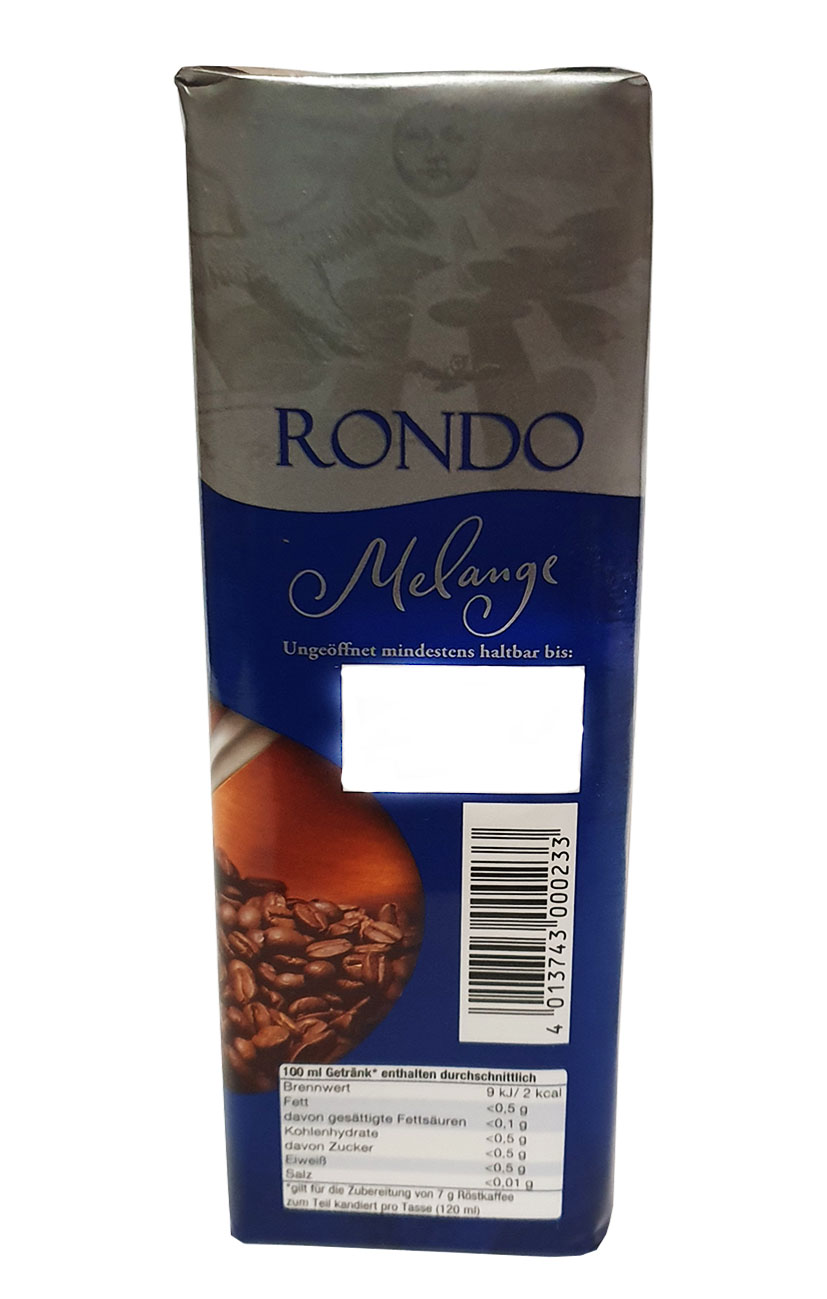 RONDO
Melange
Ungeöffnet mindestens haltbar bis:
4 013743 000233
100 ml Getränk* enthalten durchschnittlich
Brennwert 9 kJ/ 2 kcal
Fett <0,5 g
davon gesättigte Fettsäuren <0,1 g
Kohlenhydrate <0,5 g
davon Zucker <0,5 g
Eiweiß <0,5 g
Salz <0,01 g
*gilt für die Zubereitung von 7 g Röstkaffee
zum Teil kandiert pro Tasse (120 ml)